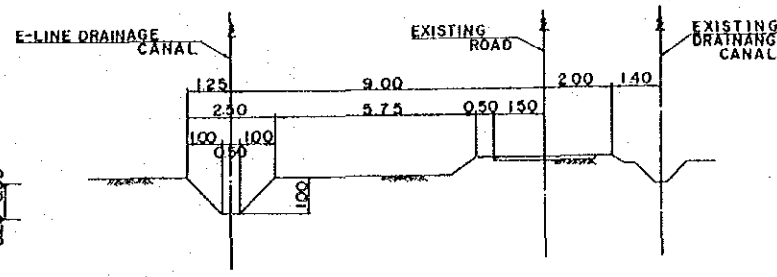 E-LINE DRAINAGE
CANAL
EXISTING
ROAD
EXISTING
DRAINANG
CANAL
1.25 9.00 2.00 1.40
2.50 5.75 0.50 1.50
1.00 1.00
0.50
1.00